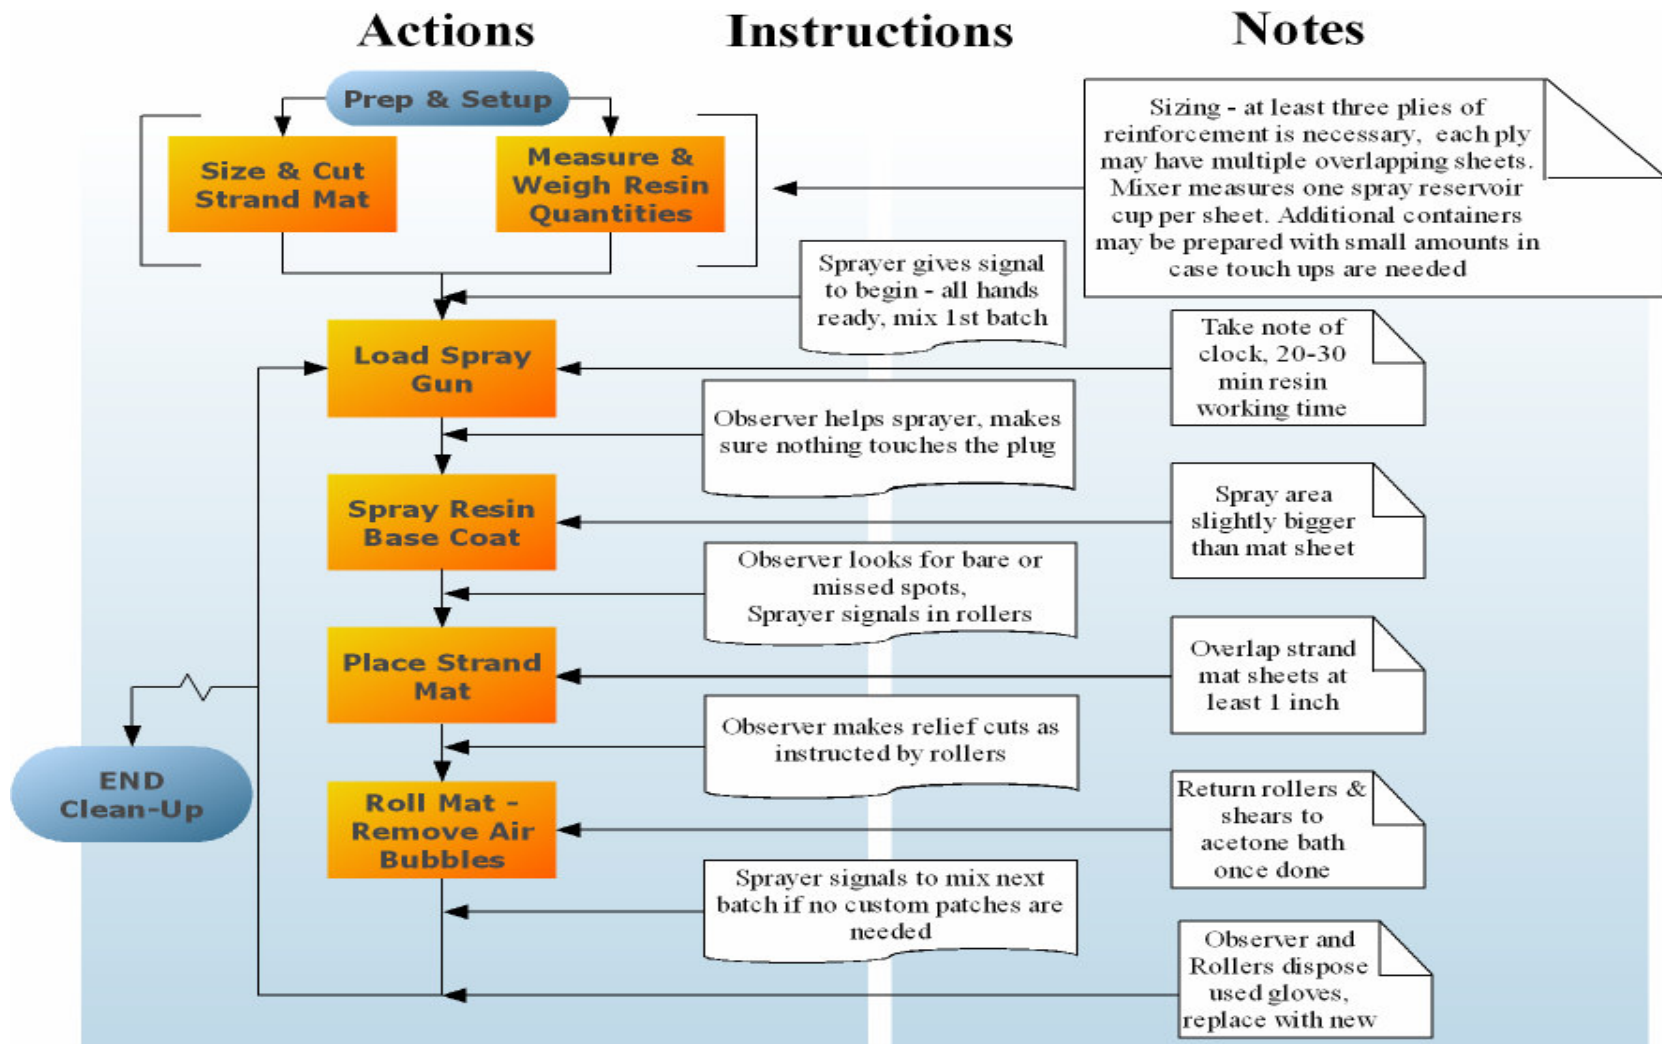 Actions
Instructions
Notes
Prep & Setup
Size & Cut
Strand Mat
Measure &
Weigh Resin
Quantities
Sizing - at least three plies of
reinforcement is necessary, each ply
may have multiple overlapping sheets.
Mixer measures one spray reservoir
cup per sheet. Additional containers
may be prepared with small amounts in
case touch ups are needed
Sprayer gives signal
to begin - all hands
ready, mix 1st batch
Load Spray
Gun
Take note of
clock, 20-30
min resin
working time
Observer helps sprayer, makes
sure nothing touches the plug
Spray Resin
Base Coat
Spray area
slightly bigger
than mat sheet
Observer looks for bare or
missed spots,
Sprayer signals in rollers
Place Strand
Mat
Overlap strand
mat sheets at
least 1 inch
Observer makes relief cuts as
instructed by rollers
END
Clean-Up
Roll Mat -
Remove Air
Bubbles
Return rollers &
shears to
acetone bath
once done
Sprayer signals to mix next
batch if no custom patches are
needed
Observer and
Rollers dispose
used gloves,
replace with new